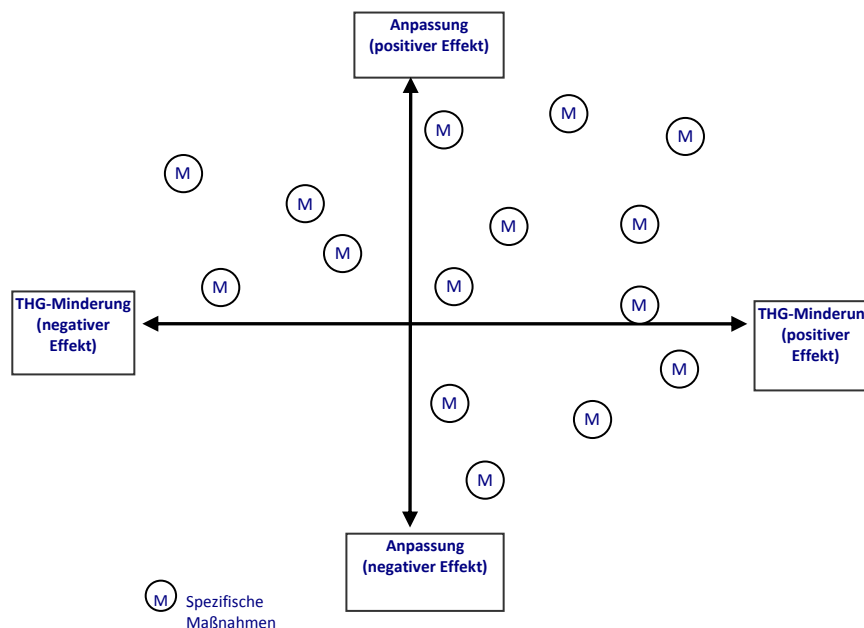 Anpassung
(positiver Effekt)
M
M
M
M
M
M
M
M
M
M
M
THG-Minderung
(negativer
Effekt)
M
THG-Minderun
(positiver
Effekt)
M
M
M
M
Anpassung
(negativer Effekt)
M
Spezifische
Maßnahmen